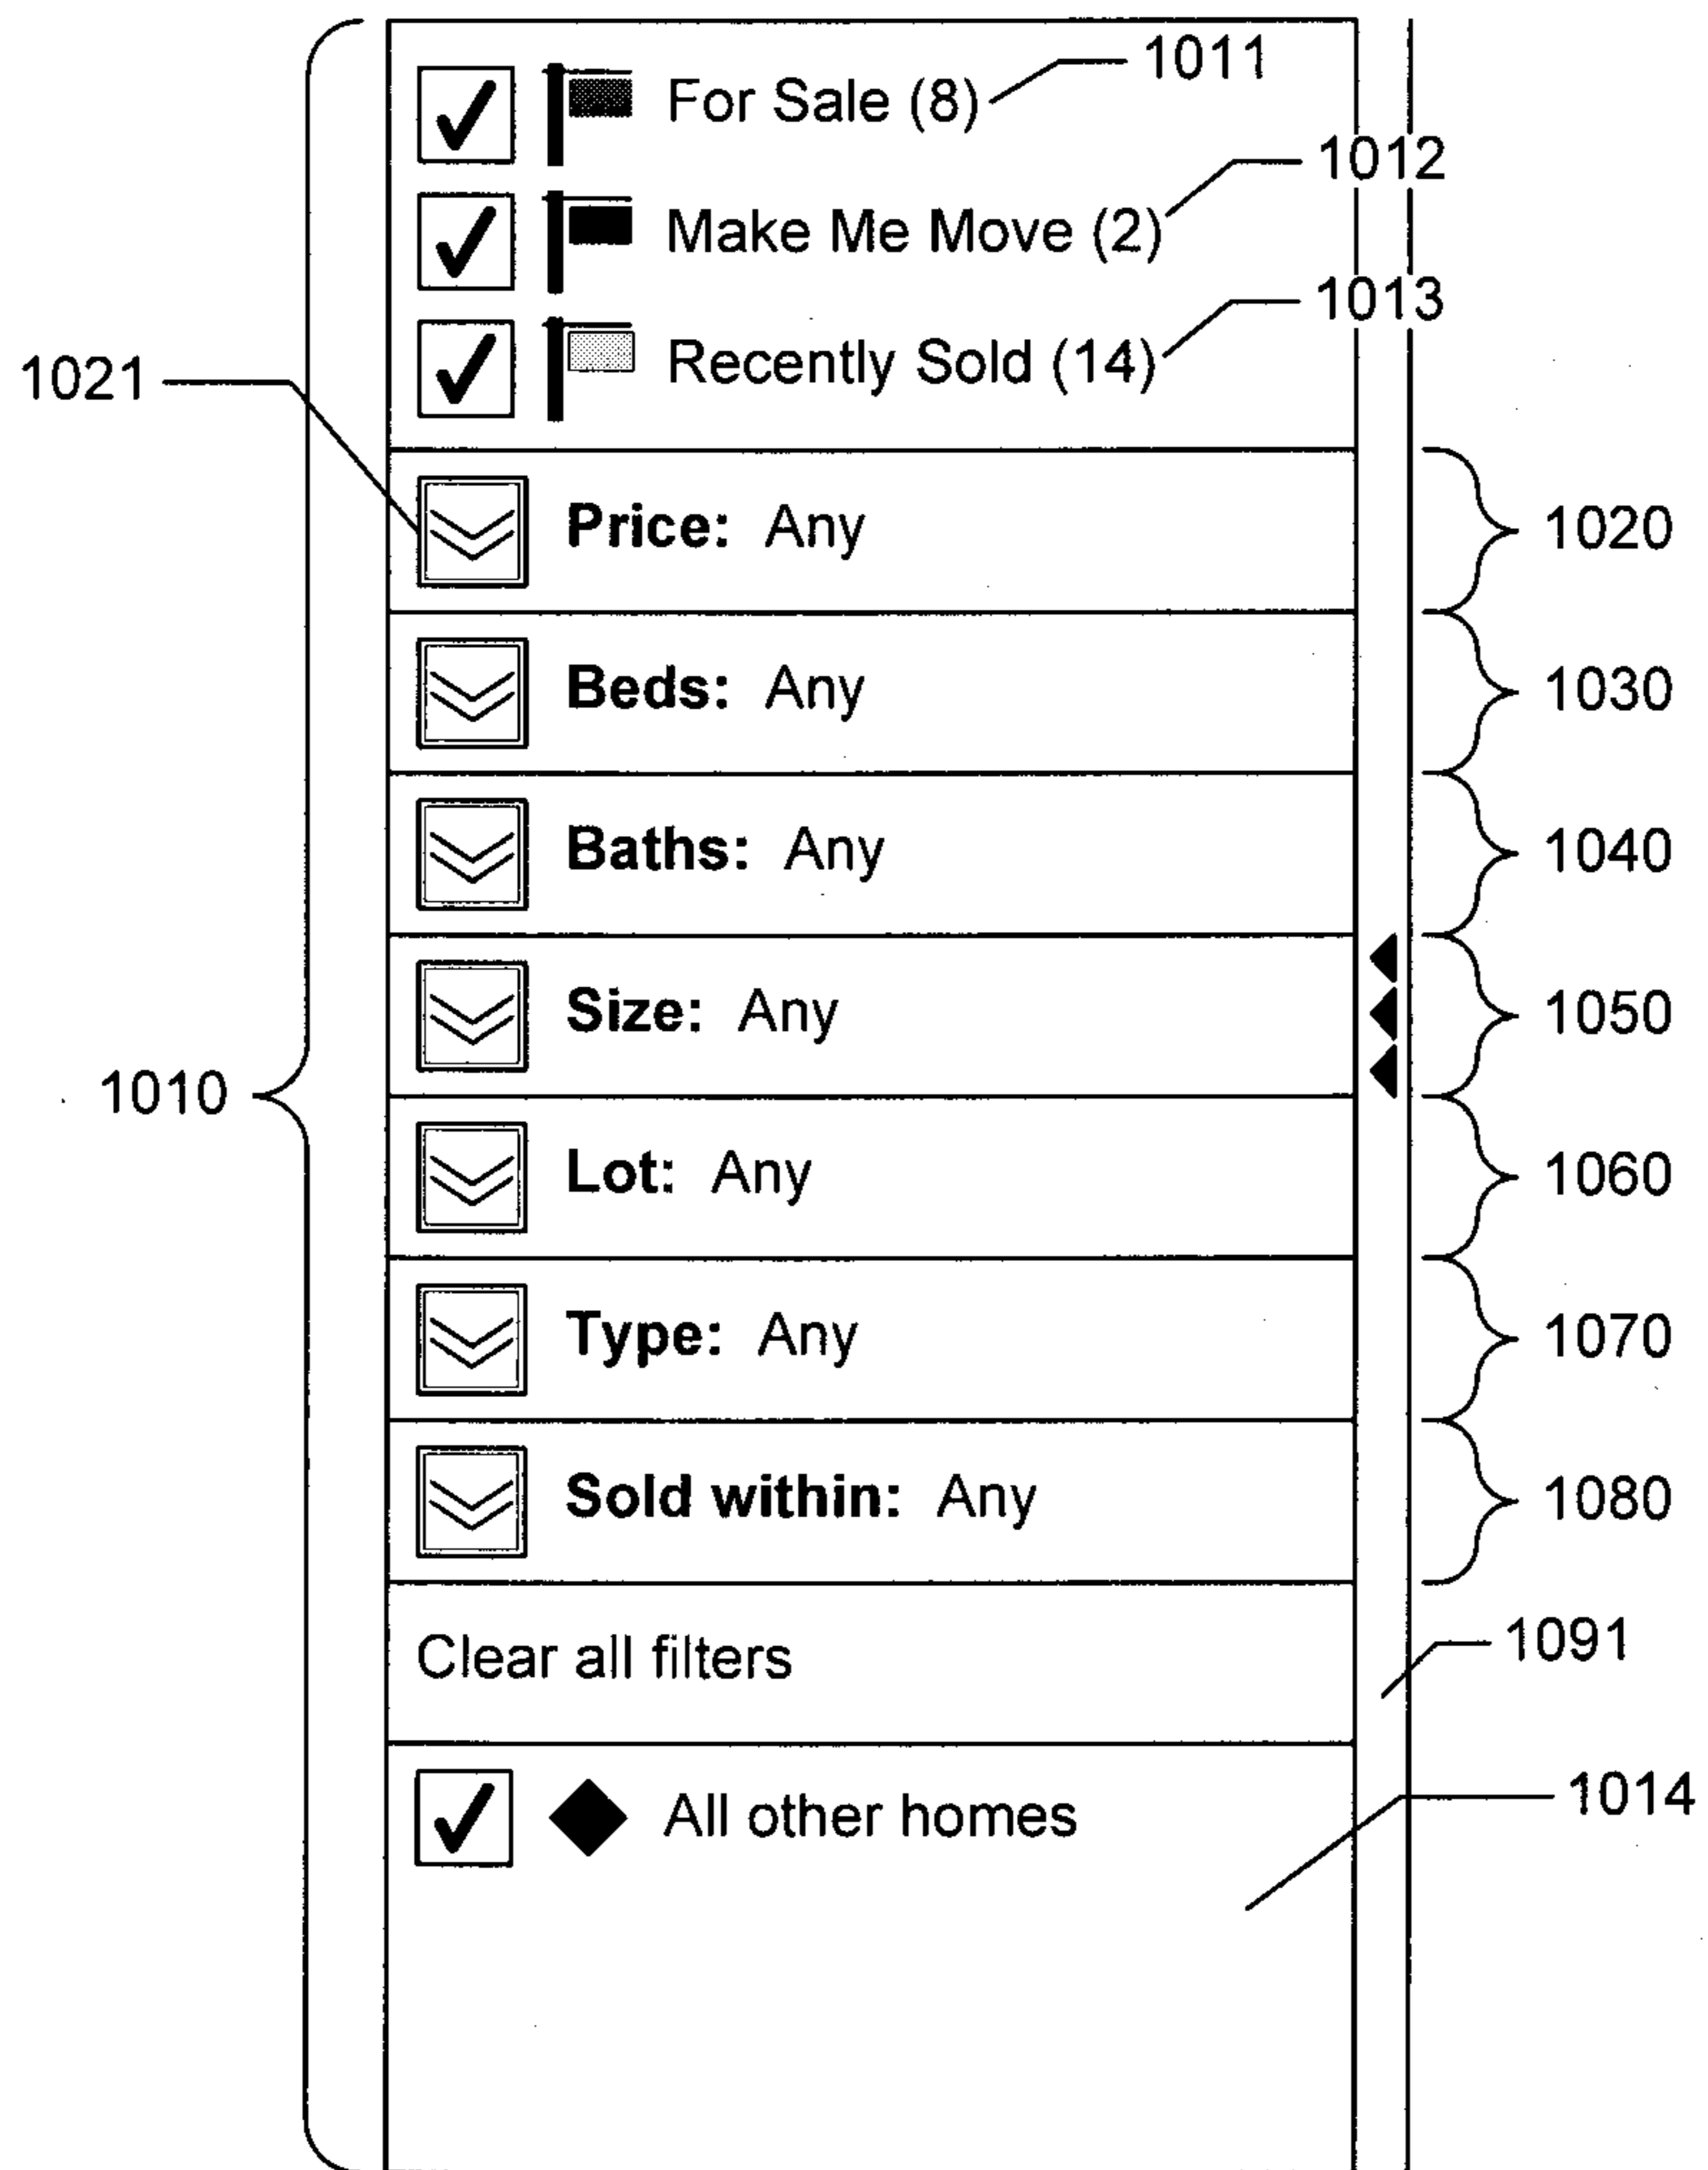 For Sale (8)
1011
Make Me Move (2)
1012
Recently Sold (14)
1013
1021
Price: Any
1020
Beds: Any
1030
Baths: Any
1040
Size: Any
1050
1010
Lot: Any
1060
Type: Any
1070
Sold within: Any
1080
Clear all filters
1091
All other homes
1014